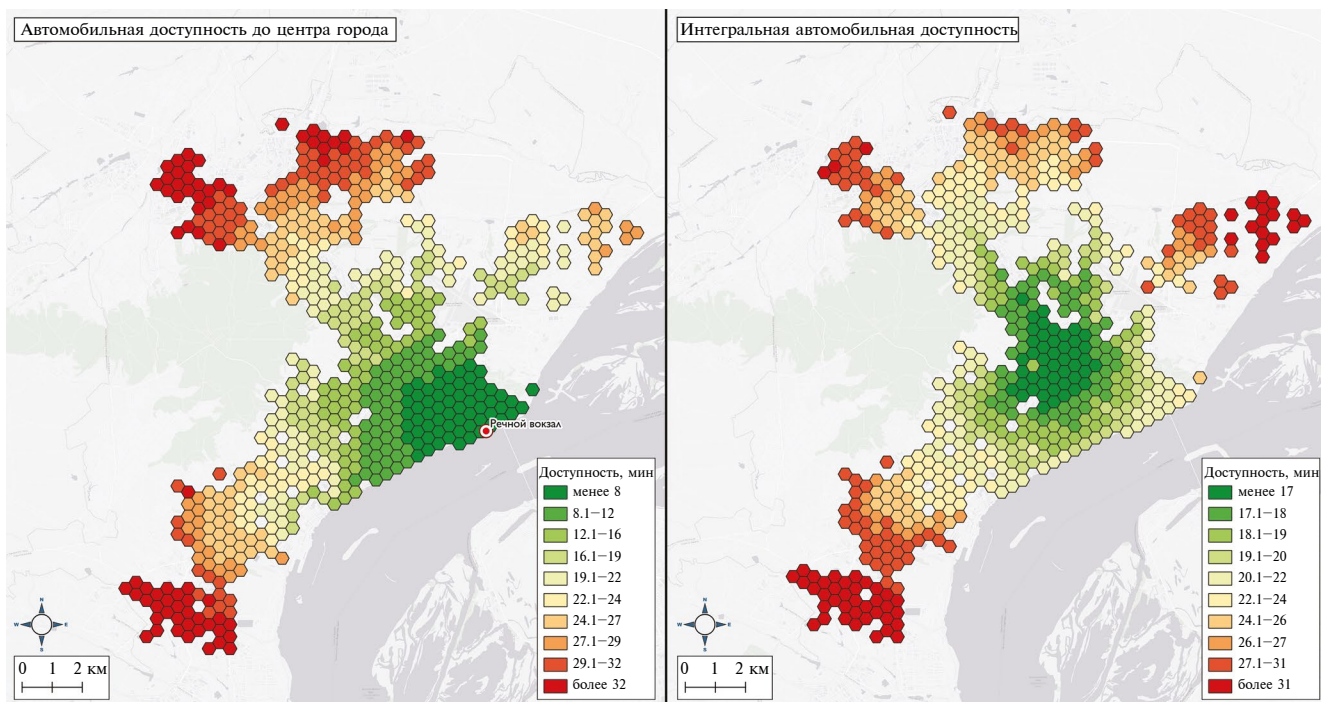 Автомобильная доступность до центра города
Речной вокзал
Доступность, мин
менее 8
8.1–12
12.1–16
16.1–19
19.1–22
22.1–24
24.1–27
27.1–29
29.1–32
более 32
N
W
E
S
0 1 2 км
Интегральная автомобильная доступность
Доступность, мин
менее 17
17.1–18
18.1–19
19.1–20
20.1–22
22.1–24
24.1–26
26.1–27
27.1–31
более 31
N
W
E
S
0 1 2 км